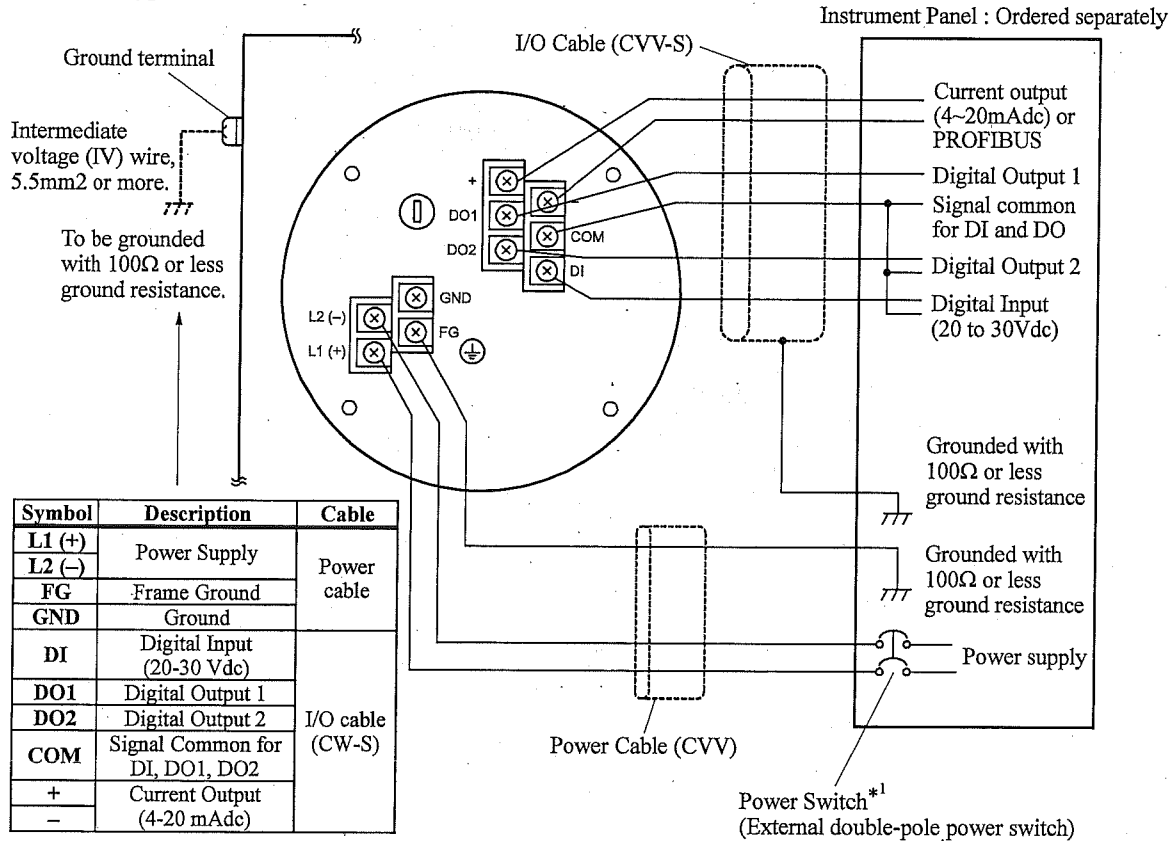 Instrument Panel : Ordered separately
I/O Cable (CVV-S)
Ground terminal
Intermediate
voltage (IV) wire,
5.5mm2 or more.
To be grounded
with 100Ω or less
ground resistance.
+
DO1
DO2
–
COM
DI
GND
FG
L2 (–)
L1 (+)
Current output
(4~20mAdc) or
PROFIBUS
Digital Output 1
Signal common
for DI and DO
Digital Output 2
Digital Input
(20 to 30Vdc)
Grounded with
100Ω or less
ground resistance
Grounded with
100Ω or less
ground resistance
Power supply
Power Cable (CVV)
Power Switch*1
(External double-pole power switch)
Symbol Description Cable
L1 (+) Power Supply Power cable
L2 (–)
FG Frame Ground
GND Ground
DI Digital Input
(20-30 Vdc)
DO1 Digital Output 1
DO2 Digital Output 2 I/O cable
(CW-S)
COM Signal Common for
DI, DO1, DO2
+ Current Output
– (4-20 mAdc)